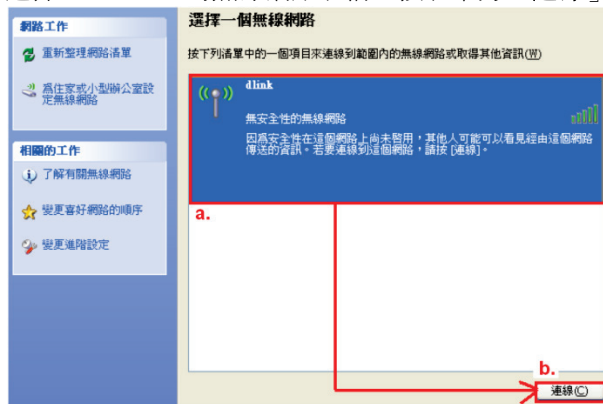 網路工作
重新整理網路清單
為住家或小型辦公室設
定無線網路
相關的工作
了解有關無線網路
變更喜好網路的順序
變更進階設定
選擇一個無線網路
按下列清單中的一個項目來連線到範圍內的無線網路或取得其他資訊(W)
dlink
無安全性的無線網路
因為安全性在這個網路上尚未啟用，其他人可能可以看見經由這個網路
傳送的資訊。若要連線到這個網路，請按 [連線]。
a.
b.
連線(C)